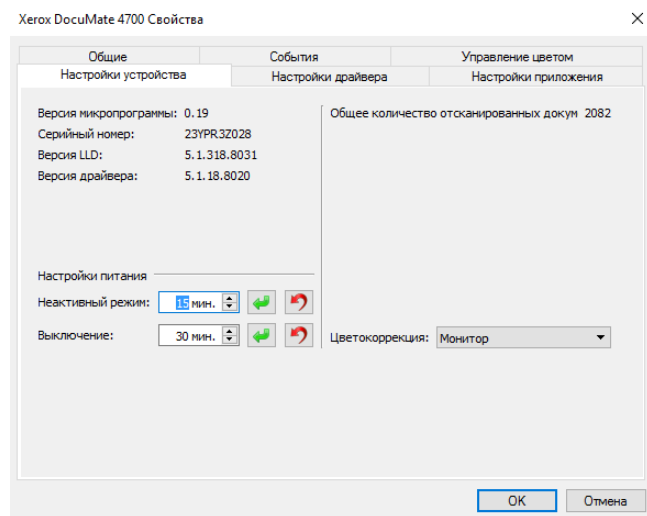 Xerox DocuMate 4700 Свойства
Общие События Управление цветом
Настройки устройства Настройки драйвера Настройки приложения
Версия микропрограммы: 0.19
Серийный номер: 23YPR3Z028
Версия LLD: 5.1.318.8031
Версия драйвера: 5.1.18.8020
Общее количество отсканированных докум 2082
Настройки питания
Неактивный режим: 15 мин.
Выключение: 30 мин.
Цветокоррекция: Монитор
OK Отмена